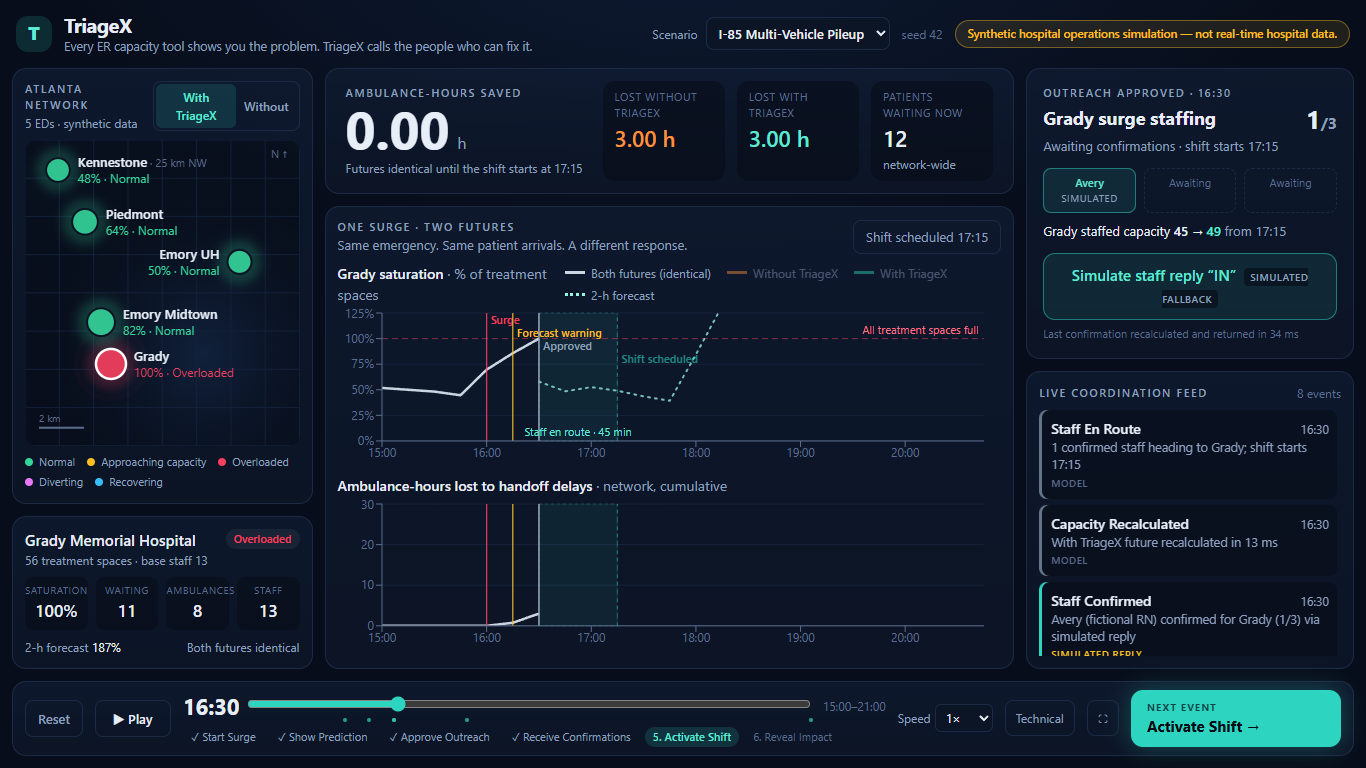 T
TriageX
Every ER capacity tool shows you the problem. TriageX calls the people who can fix it.
Scenario
I-85 Multi-Vehicle Pileup
seed 42
Synthetic hospital operations simulation — not real-time hospital data.
ATLANTA
NETWORK
5 EDs · synthetic data
With
TriageX
Without
N ↑
Kennestone · 25 km NW
48% · Normal
Piedmont
64% · Normal
Emory UH
50% · Normal
Emory Midtown
82% · Normal
Grady
100% · Overloaded
2 km
Normal
Approaching capacity
Overloaded
Diverting
Recovering
Grady Memorial Hospital
Overloaded
56 treatment spaces · base staff 13
SATURATION
100%
WAITING
11
AMBULANCES
8
STAFF
13
2-h forecast 187%
Both futures identical
AMBULANCE-HOURS SAVED
0.00 h
Futures identical until the shift starts at 17:15
LOST WITHOUT
TRIAGEX
3.00 h
LOST WITH
TRIAGEX
3.00 h
PATIENTS
WAITING NOW
12
network-wide
ONE SURGE · TWO FUTURES
Same emergency. Same patient arrivals. A different response.
Shift scheduled 17:15
Grady saturation · % of treatment
spaces
Both futures (identical)
Without TriageX
With TriageX
2-h forecast
125%
100%
75%
50%
25%
0%
Surge
Forecast warning
Approved
All treatment spaces full
Shift scheduled
Staff en route · 45 min
15:00
16:00
17:00
18:00
19:00
20:00
Ambulance-hours lost to handoff delays · network, cumulative
30
20
10
0
15:00
16:00
17:00
18:00
19:00
20:00
OUTREACH APPROVED · 16:30
Grady surge staffing
1/3
Awaiting confirmations · shift starts 17:15
Avery
SIMULATED
Awaiting
Awaiting
Grady staffed capacity 45 → 49 from 17:15
Simulate staff reply “IN” SIMULATED
FALLBACK
Last confirmation recalculated and returned in 34 ms
LIVE COORDINATION FEED
8 events
Staff En Route
16:30
1 confirmed staff heading to Grady; shift starts
17:15
MODEL
Capacity Recalculated
16:30
With TriageX future recalculated in 13 ms
MODEL
Staff Confirmed
16:30
Avery (fictional RN) confirmed for Grady (1/3) via
simulated reply
SIMULATED REPLY
Reset
▶ Play
16:30
15:00–21:00
✓ Start Surge
✓ Show Prediction
✓ Approve Outreach
✓ Receive Confirmations
5. Activate Shift
6. Reveal Impact
Speed
1×
Technical
NEXT EVENT
Activate Shift →